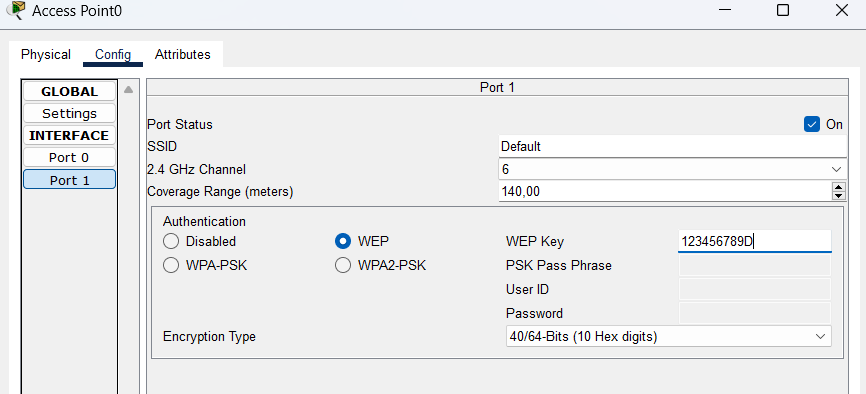 Access Point0
Physical Config Attributes
GLOBAL
Settings
INTERFACE
Port 0
Port 1
Port 1
Port Status On
SSID Default
2.4 GHz Channel 6
Coverage Range (meters) 140,00
Authentication
Disabled WEP WEP Key 123456789D
WPA-PSK WPA2-PSK PSK Pass Phrase
User ID
Password
Encryption Type 40/64-Bits (10 Hex digits)